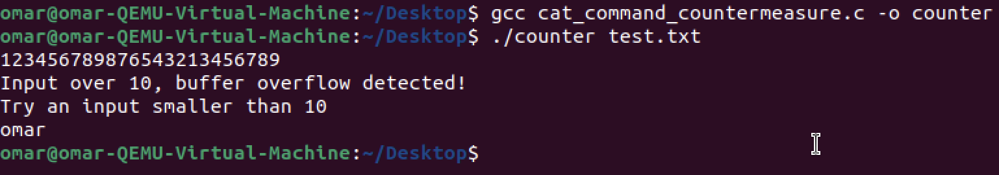 omar@omar-QEMU-Virtual-Machine:~/Desktop$ gcc cat_command_countermeasure.c -o counter
omar@omar-QEMU-Virtual-Machine:~/Desktop$ ./counter test.txt
123456789876543213456789
Input over 10, buffer overflow detected!
Try an input smaller than 10
omar
omar@omar-QEMU-Virtual-Machine:~/Desktop$